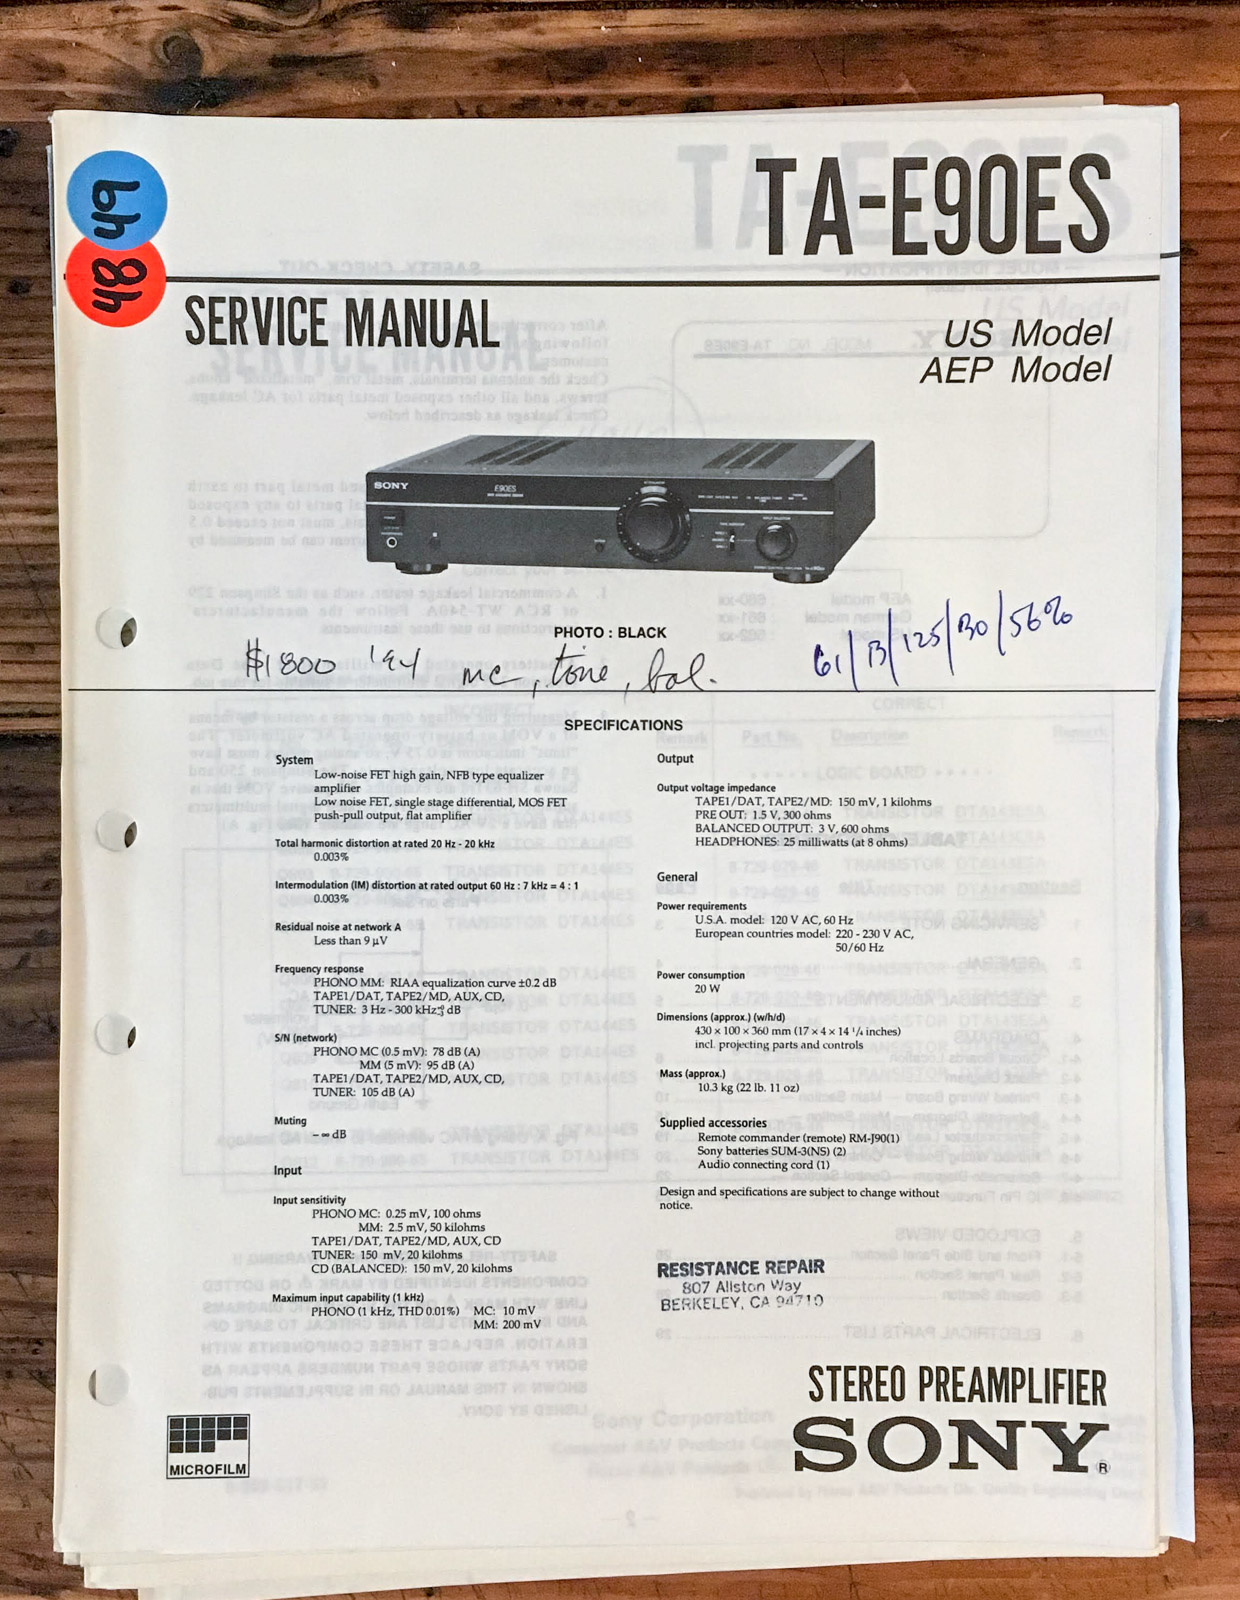 TA-E90ES
49
484
SERVICE MANUAL
US Model
AEP Model
SONY
E90ES
PHOTO : BLACK
$1800 '94 mc, tone, bal.
61/B/125/B0/56%
SPECIFICATIONS
System
Low-noise FET high gain, NFB type equalizer
amplifier
Low noise FET, single stage differential, MOS FET
push-pull output, flat amplifier
Total harmonic distortion at rated 20 Hz - 20 kHz
0.003%
Intermodulation (IM) distortion at rated output 60 Hz : 7 kHz = 4 : 1
0.003%
Residual noise at network A
Less than 9 µV
Frequency response
PHONO MM: RIAA equalization curve ±0.2 dB
TAPE1/DAT, TAPE2/MD, AUX, CD,
TUNER: 3 Hz - 300 kHz dB
S/N (network)
PHONO MC (0.5 mV): 78 dB (A)
MM (5 mV): 95 dB (A)
TAPE1/DAT, TAPE2/MD, AUX, CD,
TUNER: 105 dB (A)
Muting
– ∞ dB
Input
Input sensitivity
PHONO MC: 0.25 mV, 100 ohms
MM: 2.5 mV, 50 kilohms
TAPE1/DAT, TAPE2/MD, AUX, CD
TUNER: 150 mV, 20 kilohms
CD (BALANCED): 150 mV, 20 kilohms
Maximum input capability (1 kHz)
PHONO (1 kHz, THD 0.01%) MC: 10 mV
MM: 200 mV
Output
Output voltage impedance
TAPE1/DAT, TAPE2/MD: 150 mV, 1 kilohms
PRE OUT: 1.5 V, 300 ohms
BALANCED OUTPUT: 3 V, 600 ohms
HEADPHONES: 25 milliwatts (at 8 ohms)
General
Power requirements
U.S.A. model: 120 V AC, 60 Hz
European countries model: 220 - 230 V AC,
50/60 Hz
Power consumption
20 W
Dimensions (approx.) (w/h/d)
430 × 100 × 360 mm (17 × 4 × 14 1/4 inches)
incl. projecting parts and controls
Mass (approx.)
10.3 kg (22 lb. 11 oz)
Supplied accessories
Remote commander (remote) RM-J90(1)
Sony batteries SUM-3(NS) (2)
Audio connecting cord (1)
Design and specifications are subject to change without
notice.
RESISTANCE REPAIR
807 Allston Way
BERKELEY, CA 94710
STEREO PREAMPLIFIER
SONY®
MICROFILM